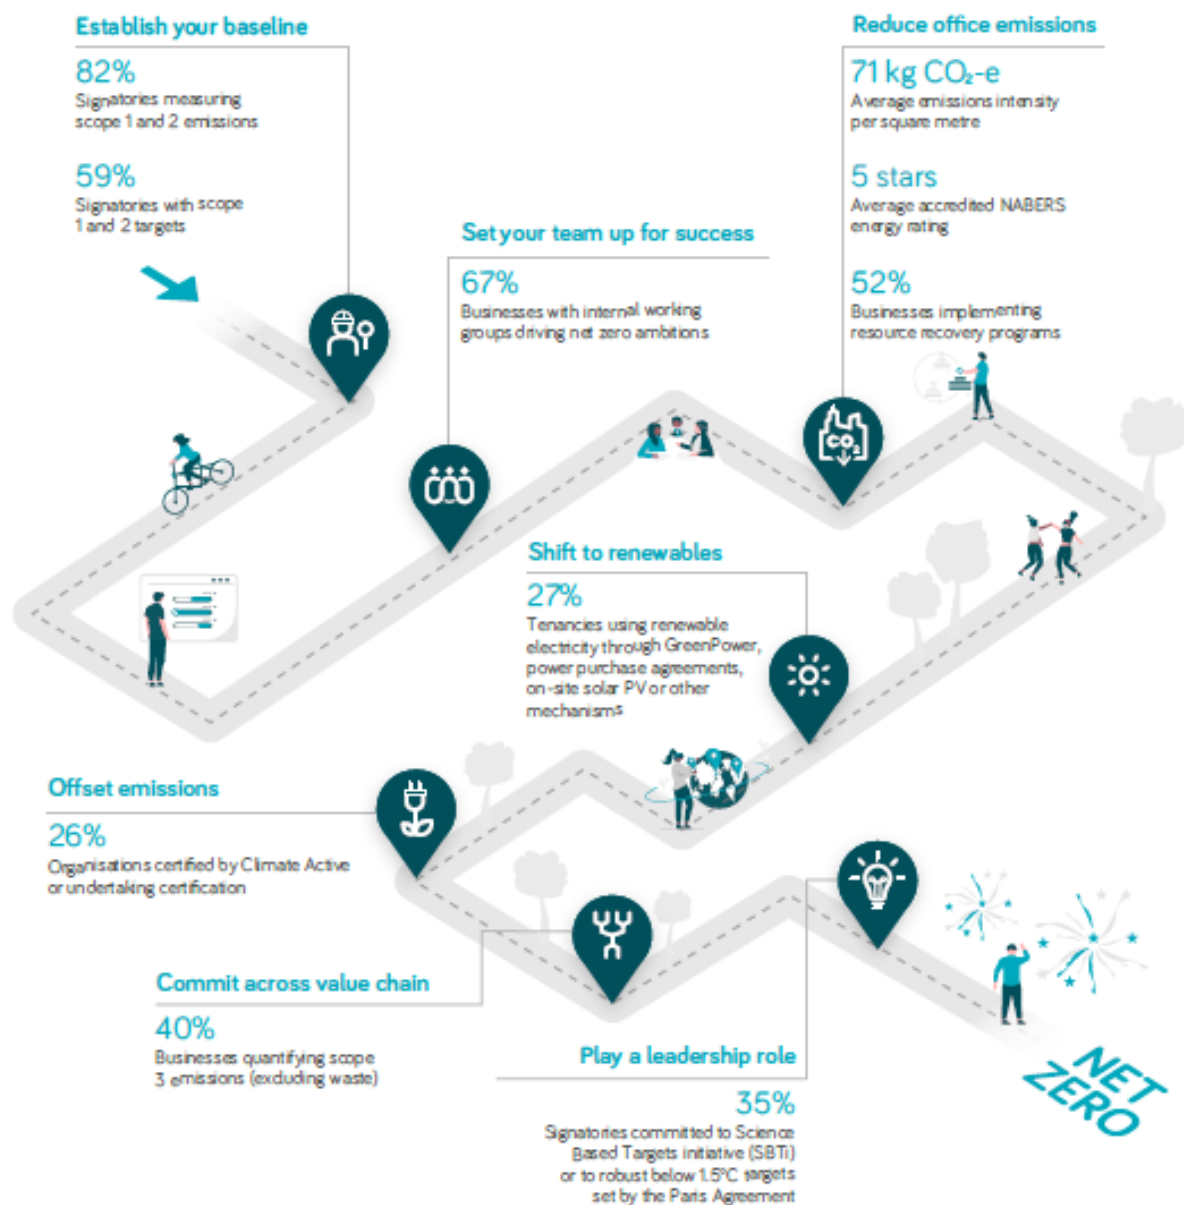 Establish your baseline
82%
Signatories measuring
scope 1 and 2 emissions
59%
Signatories with scope
1 and 2 targets
Set your team up for success
67%
Businesses with internal working
groups driving net zero ambitions
Reduce office emissions
71 kg CO₂-e
Average emissions intensity
per square metre
5 stars
Average accredited NABERS
energy rating
52%
Businesses implementing
resource recovery programs
CO₂
Shift to renewables
27%
Tenancies using renewable
electricity through GreenPower,
power purchase agreements,
on-site solar PV or other
mechanisms
Offset emissions
26%
Organisations certified by Climate Active
or undertaking certification
Commit across value chain
40%
Businesses quantifying scope
3 emissions (excluding waste)
Play a leadership role
35%
Signatories committed to Science
Based Targets initiative (SBTi)
or to robust below 1.5°C targets
set by the Paris Agreement
NET
ZERO